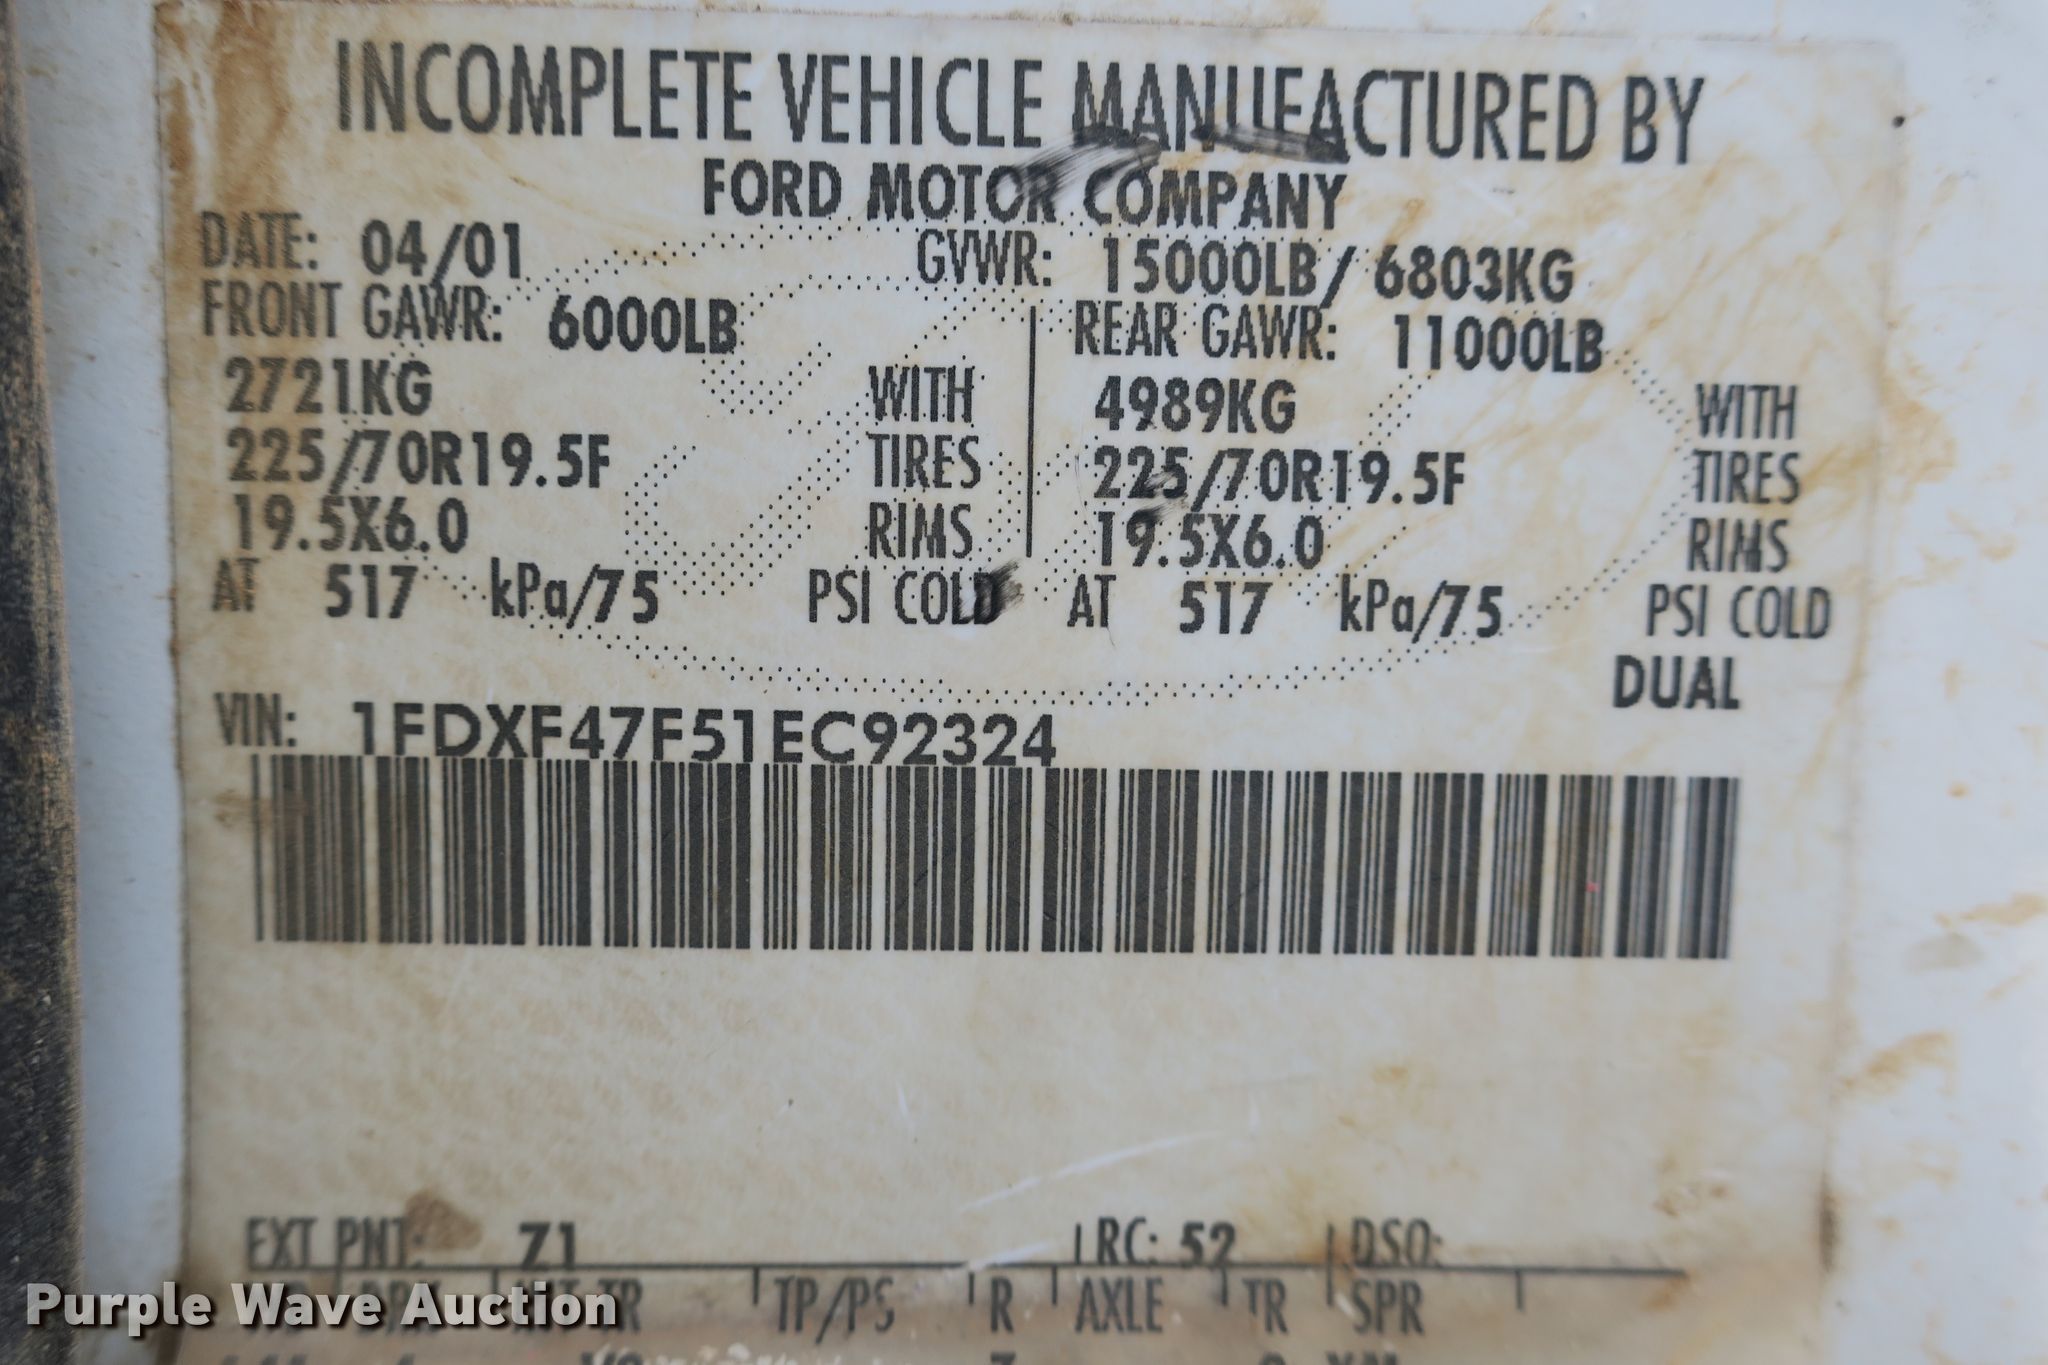 INCOMPLETE VEHICLE MANUFACTURED BY
FORD MOTOR COMPANY
DATE: 04/01 GVWR: 15000LB/ 6803KG
FRONT GAWR: 6000LB REAR GAWR: 11000LB
2721KG WITH 4989KG WITH
225/70R19.5F TIRES 225/70R19.5F TIRES
19.5X6.0 RIMS 19.5X6.0 RIMS
AT 517 kPa/75 PSI COLD AT 517 kPa/75 PSI COLD
DUAL
VIN: 1FDXF47F51EC92324
EXT PNT: Z1 RC: 52 DSO:
TP/PS R AXLE TR SPR
Purple Wave Auction